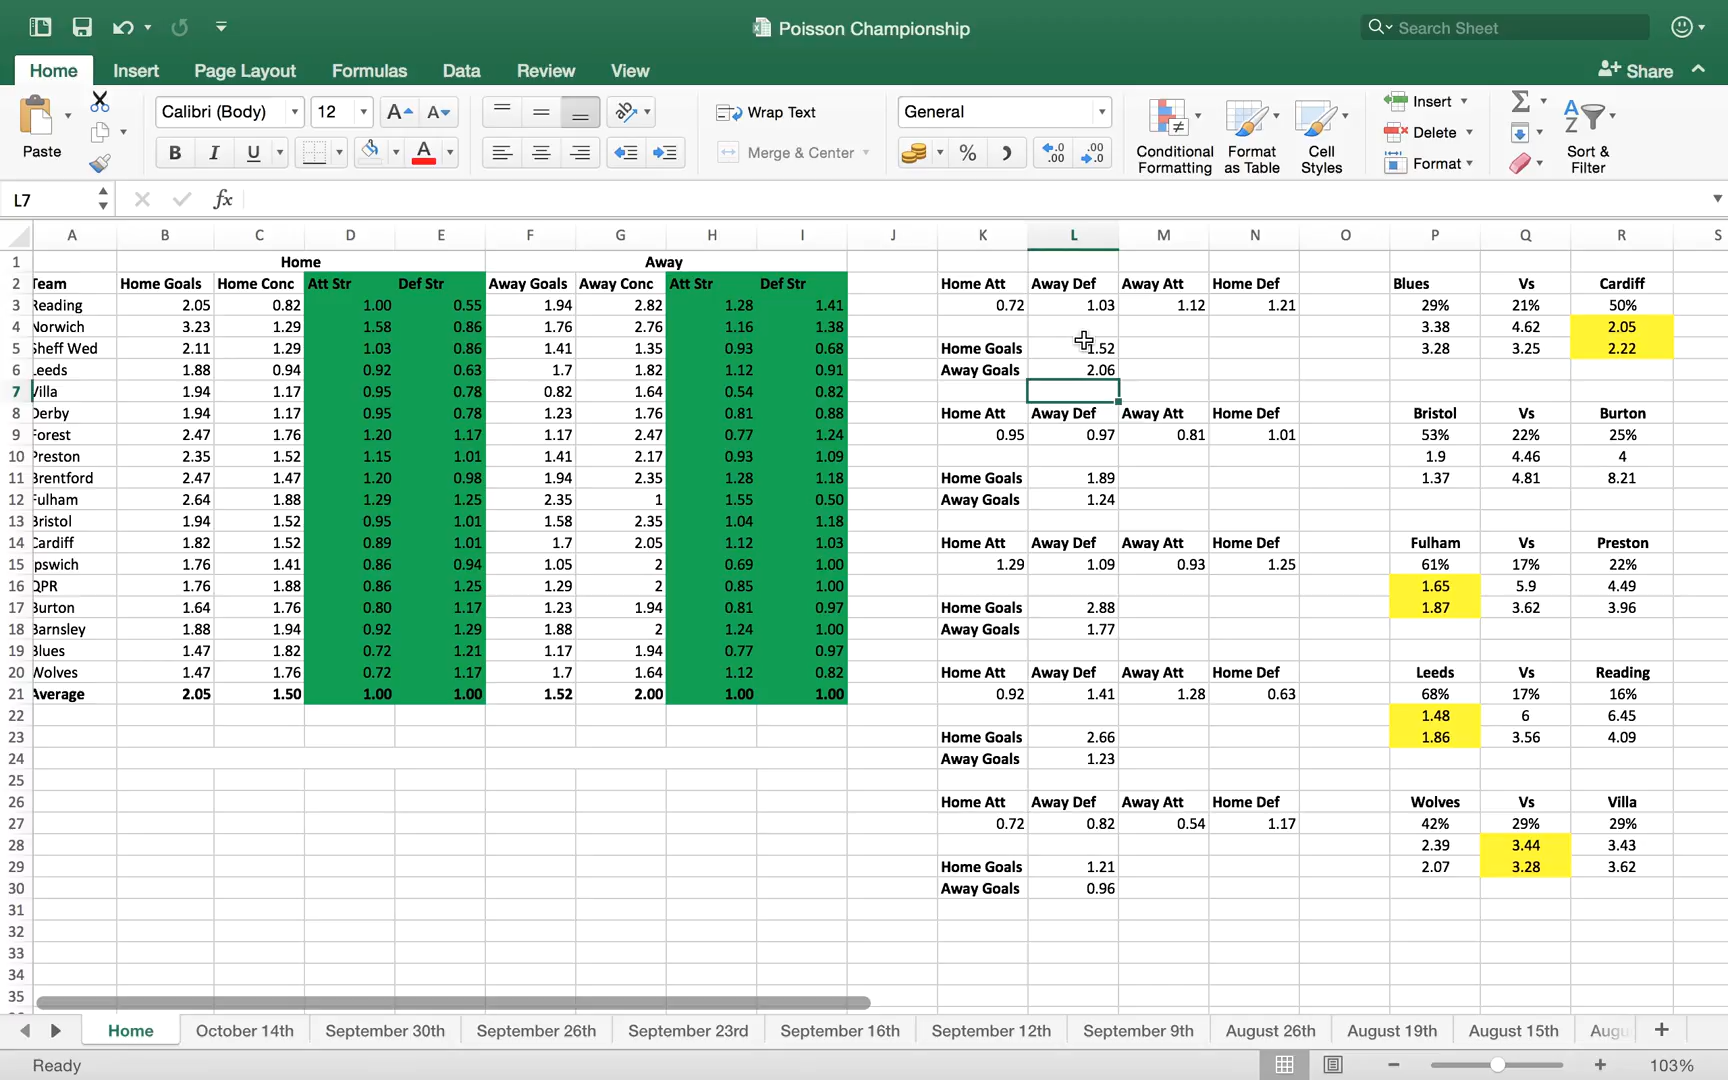 Poisson Championship
Search Sheet
Home Insert Page Layout Formulas Data Review View
Share
Paste
Calibri (Body) 12
B I U
Wrap Text
Merge & Center
General
Conditional Formatting
Format as Table
Cell Styles
Insert
Delete
Format
Sort & Filter
L7 fx
A B C D E F G H I J K L M N O P Q R S
1 Home Away
2 Team Home Goals Home Conc Att Str Def Str Away Goals Away Conc Att Str Def Str Home Att Away Def Away Att Home Def Blues Vs Cardiff
3 Reading 2.05 0.82 1.00 0.55 1.94 2.82 1.28 1.41 0.72 1.03 1.12 1.21 29% 21% 50%
4 Norwich 3.23 1.29 1.58 0.86 1.76 2.76 1.16 1.38 3.38 4.62 2.05
5 Sheff Wed 2.11 1.29 1.03 0.86 1.41 1.35 0.93 0.68 Home Goals 1.52 3.28 3.25 2.22
6 Leeds 1.88 0.94 0.92 0.63 1.7 1.82 1.12 0.91 Away Goals 2.06
7 Villa 1.94 1.17 0.95 0.78 0.82 1.64 0.54 0.82
8 Derby 1.94 1.17 0.95 0.78 1.23 1.76 0.81 0.88 Home Att Away Def Away Att Home Def Bristol Vs Burton
9 Forest 2.47 1.76 1.20 1.17 1.17 2.47 0.77 1.24 0.95 0.97 0.81 1.01 53% 22% 25%
10 Preston 2.35 1.52 1.15 1.01 1.41 2.17 0.93 1.09 1.9 4.46 4
11 Brentford 2.47 1.47 1.20 0.98 1.94 2.35 1.28 1.18 Home Goals 1.89 1.37 4.81 8.21
12 Fulham 2.64 1.88 1.29 1.25 2.35 1 1.55 0.50 Away Goals 1.24
13 Bristol 1.94 1.52 0.95 1.01 1.58 2.35 1.04 1.18
14 Cardiff 1.82 1.52 0.89 1.01 1.7 2.05 1.12 1.03 Home Att Away Def Away Att Home Def Fulham Vs Preston
15 Ipswich 1.76 1.41 0.86 0.94 1.05 2 0.69 1.00 1.29 1.09 0.93 1.25 61% 17% 22%
16 QPR 1.76 1.88 0.86 1.25 1.29 2 0.85 1.00 1.65 5.9 4.49
17 Burton 1.64 1.76 0.80 1.17 1.23 1.94 0.81 0.97 Home Goals 2.88 1.87 3.62 3.96
18 Barnsley 1.88 1.94 0.92 1.29 1.88 2 1.24 1.00 Away Goals 1.77
19 Blues 1.47 1.82 0.72 1.21 1.17 1.94 0.77 0.97
20 Wolves 1.47 1.76 0.72 1.17 1.7 1.64 1.12 0.82 Home Att Away Def Away Att Home Def Leeds Vs Reading
21 Average 2.05 1.50 1.00 1.00 1.52 2.00 1.00 1.00 0.92 1.41 1.28 0.63 68% 17% 16%
22 1.48 6 6.45
23 Home Goals 2.66 1.86 3.56 4.09
24 Away Goals 1.23
25
26 Home Att Away Def Away Att Home Def Wolves Vs Villa
27 0.72 0.82 0.54 1.17 42% 29% 29%
28 2.39 3.44 3.43
29 Home Goals 1.21 2.07 3.28 3.62
30 Away Goals 0.96
31
32
33
34
35
Home October 14th September 30th September 26th September 23rd September 16th September 12th September 9th August 26th August 19th August 15th Augu
Ready 103%